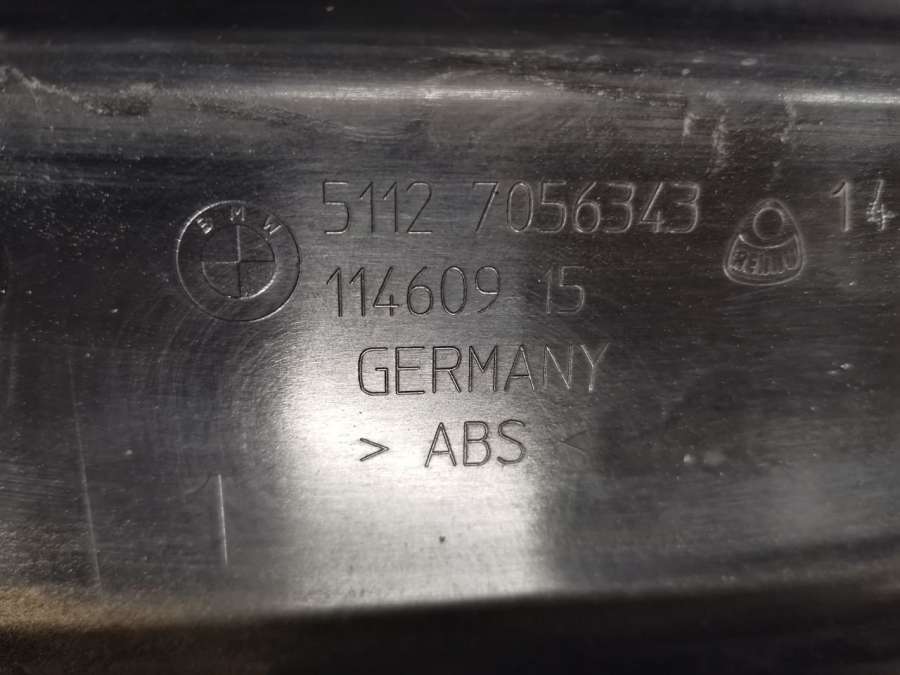 BMW
5112 7056343
REHAU
14
114609 15
GERMANY
> ABS <